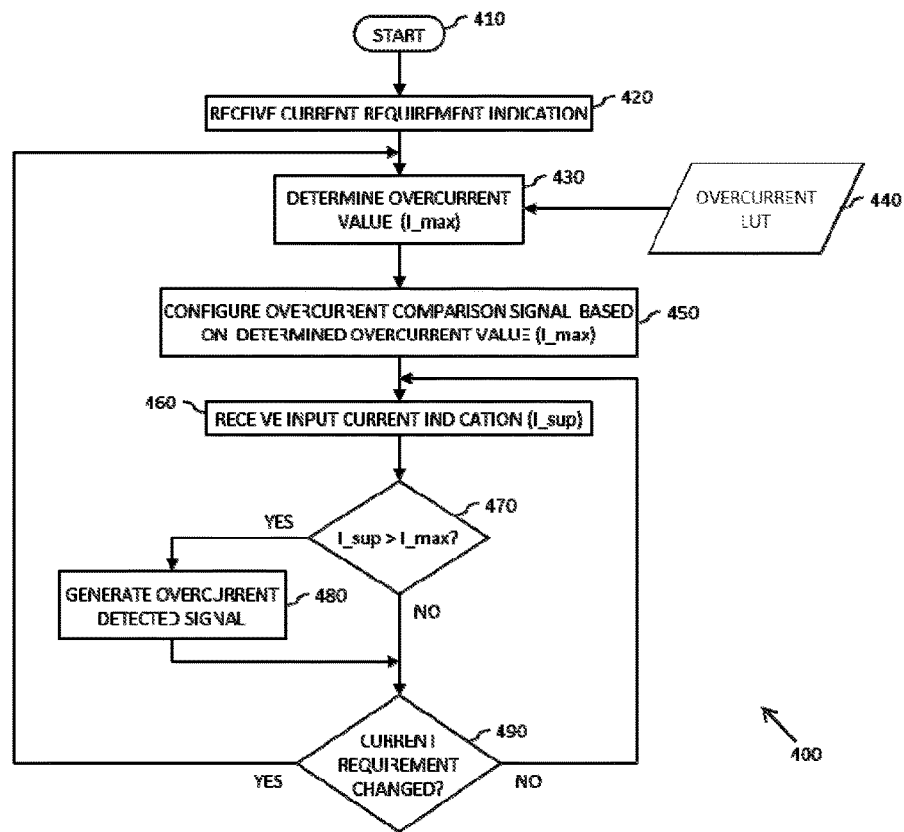 START
410
RECEIVE CURRENT REQUIREMENT INDICATION
420
430
DETERMINE OVERCURRENT
VALUE (I_max)
OVERCURRENT
LUT
440
CONFIGURE OVERCURRENT COMPARISON SIGNAL BASED
ON DETERMINED OVERCURRENT VALUE (I_max)
450
460
RECEIVE INPUT CURRENT INDICATION (I_sup)
470
YES
I_sup > I_max?
GENERATE OVERCURRENT
DETECTED SIGNAL
480
NO
490
CURRENT
REQUIREMENT
CHANGED?
YES
NO
400